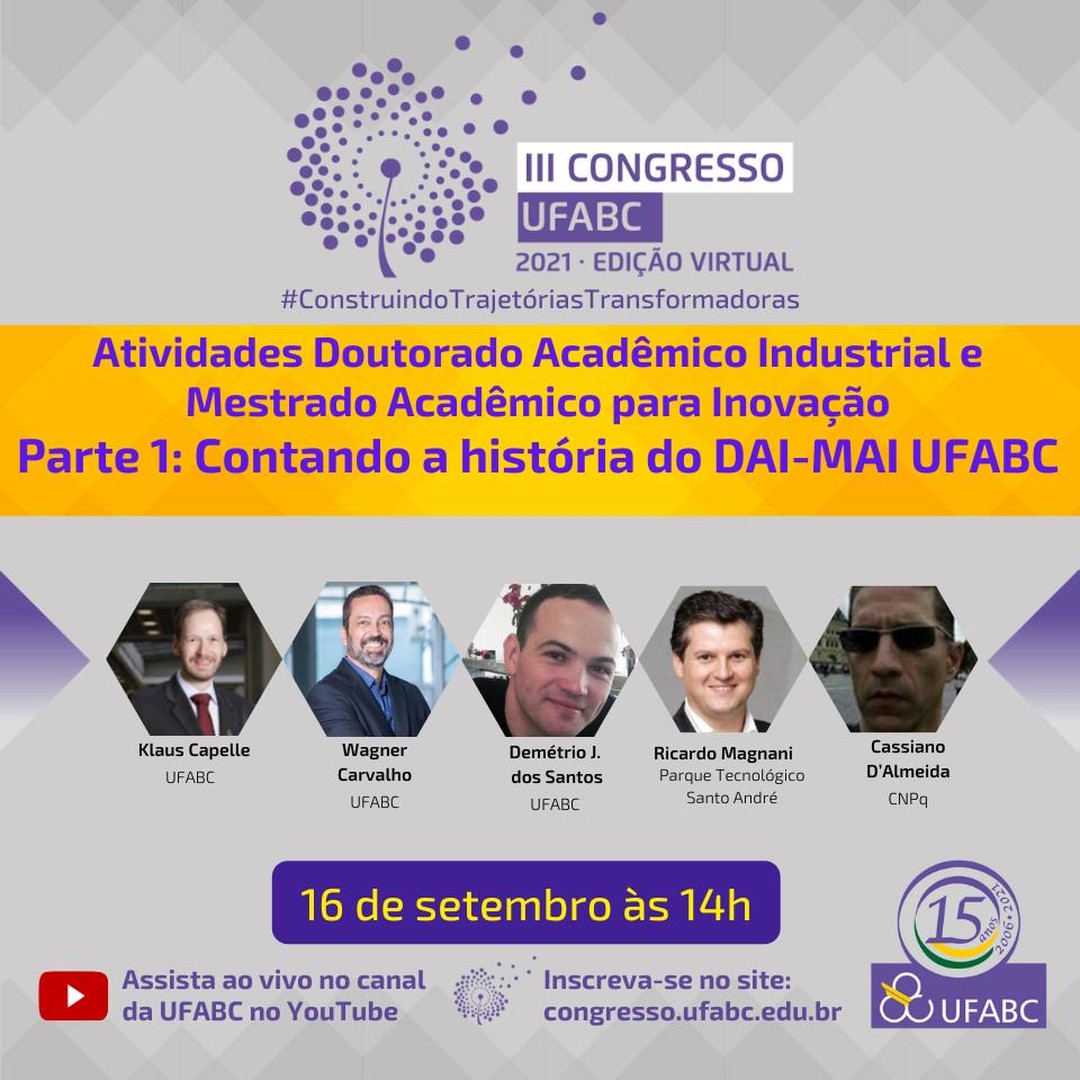 III CONGRESSO
UFABC
2021 · EDIÇÃO VIRTUAL
#ConstruindoTrajetóriasTransformadoras
Atividades Doutorado Acadêmico Industrial e
Mestrado Acadêmico para Inovação
Parte 1: Contando a história do DAI-MAI UFABC
Klaus Capelle
UFABC
Wagner
Carvalho
UFABC
Demétrio J.
dos Santos
UFABC
Ricardo Magnani
Parque Tecnológico
Santo André
Cassiano
D’Almeida
CNPq
16 de setembro às 14h
Assista ao vivo no canal
da UFABC no YouTube
Inscreva-se no site:
congresso.ufabc.edu.br
15
anos
2006•2021
UFABC